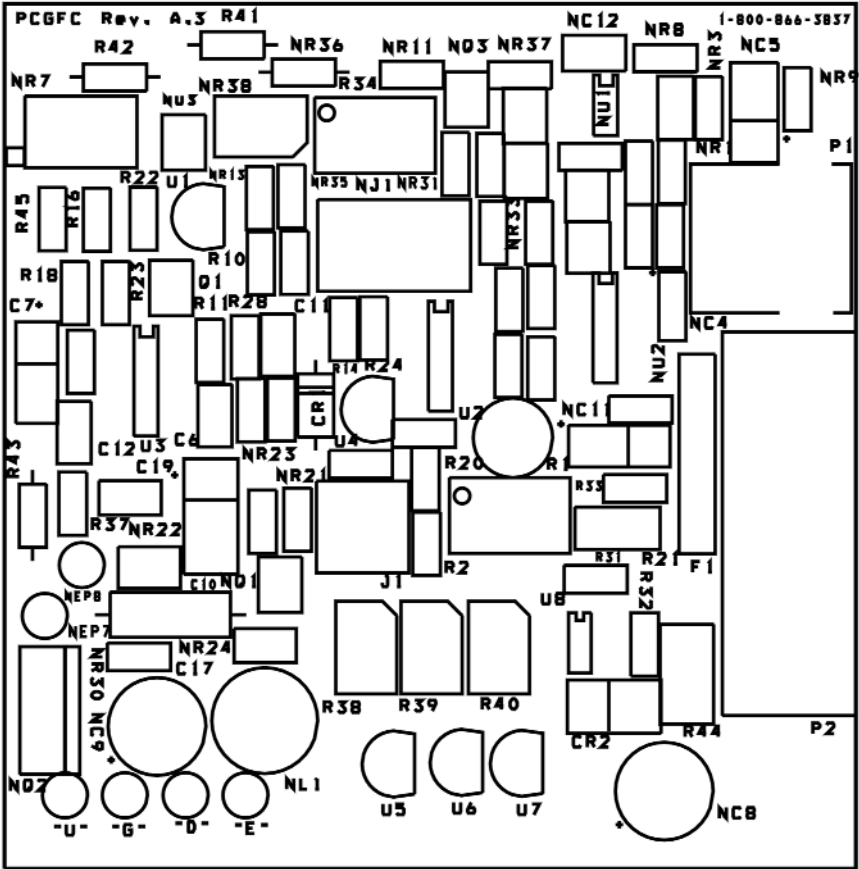 PCGFC Rev. A.3
R41
NC12
1-800-866-3837
R42
NR36
NR11
NQ3
NR37
NR8
NR3
NC5
NR7
NU3
NR38
R34
NU1
NR9
NR1
P1
R22
U1
NR13
NR35
NJ1
NR31
R45
R16
NR33
R10
R18
R23
Q1
C7+
R11
R28
C11
NC4
R14
R24
NU2
CR
U2
NC11
R43
C12
U3
C6
NR23
U4
C19
NR21
R20
R1
R33
R37
NR22
C10
NQ1
J1
R2
R31
R21
F1
NEP8
U8
R32
NEP7
NR24
NR30
C17
NC9
R38
R39
R40
CR2
R44
P2
NQ2
NL1
U5
U6
U7
NC8
-U-
-G-
-D-
-E-